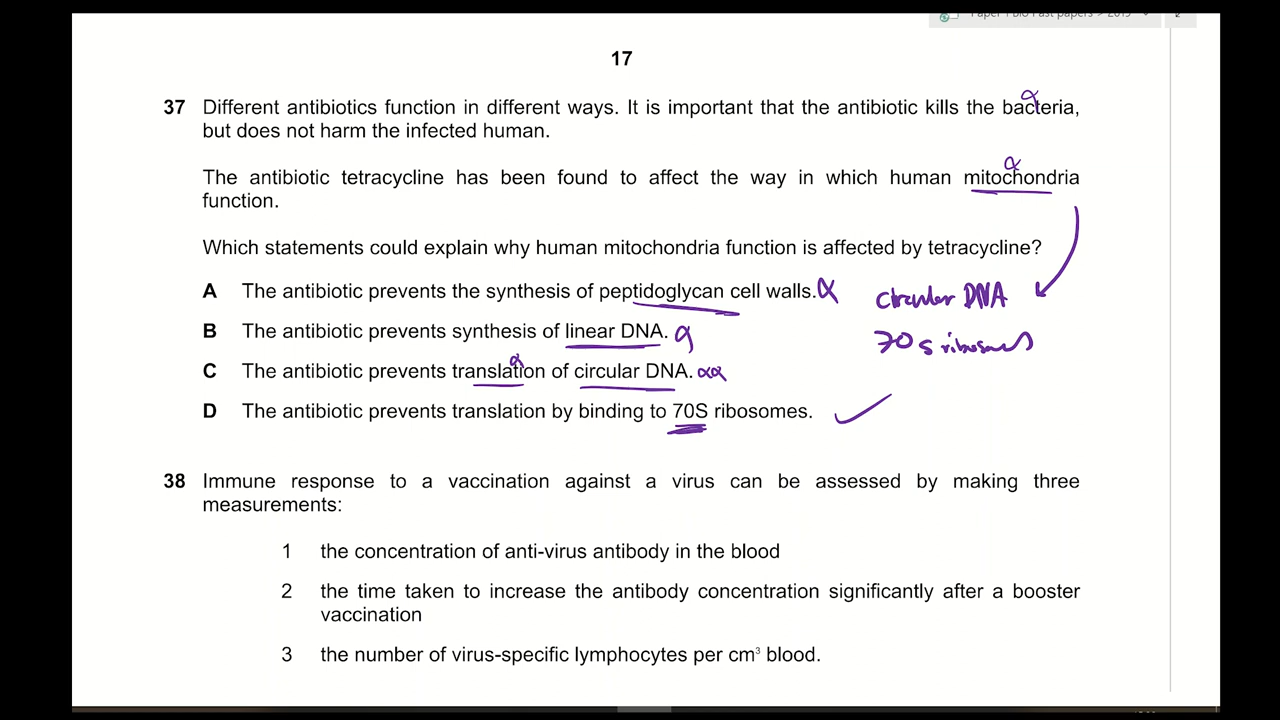 Paper 1 Bio Past papers > 2019
17
37 Different antibiotics function in different ways. It is important that the antibiotic kills the bacteria,
but does not harm the infected human.
The antibiotic tetracycline has been found to affect the way in which human mitochondria
function.
Which statements could explain why human mitochondria function is affected by tetracycline?
A The antibiotic prevents the synthesis of peptidoglycan cell walls.
circular DNA
B The antibiotic prevents synthesis of linear DNA.
70s ribosomes
C The antibiotic prevents translation of circular DNA.
D The antibiotic prevents translation by binding to 70S ribosomes.
38 Immune response to a vaccination against a virus can be assessed by making three
measurements:
1 the concentration of anti-virus antibody in the blood
2 the time taken to increase the antibody concentration significantly after a booster
vaccination
3 the number of virus-specific lymphocytes per cm³ blood.